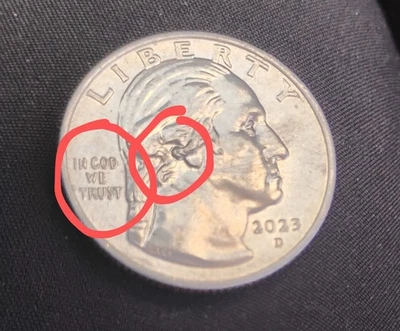 LIBERTY
IN GOD
WE
TRUST
2023
D